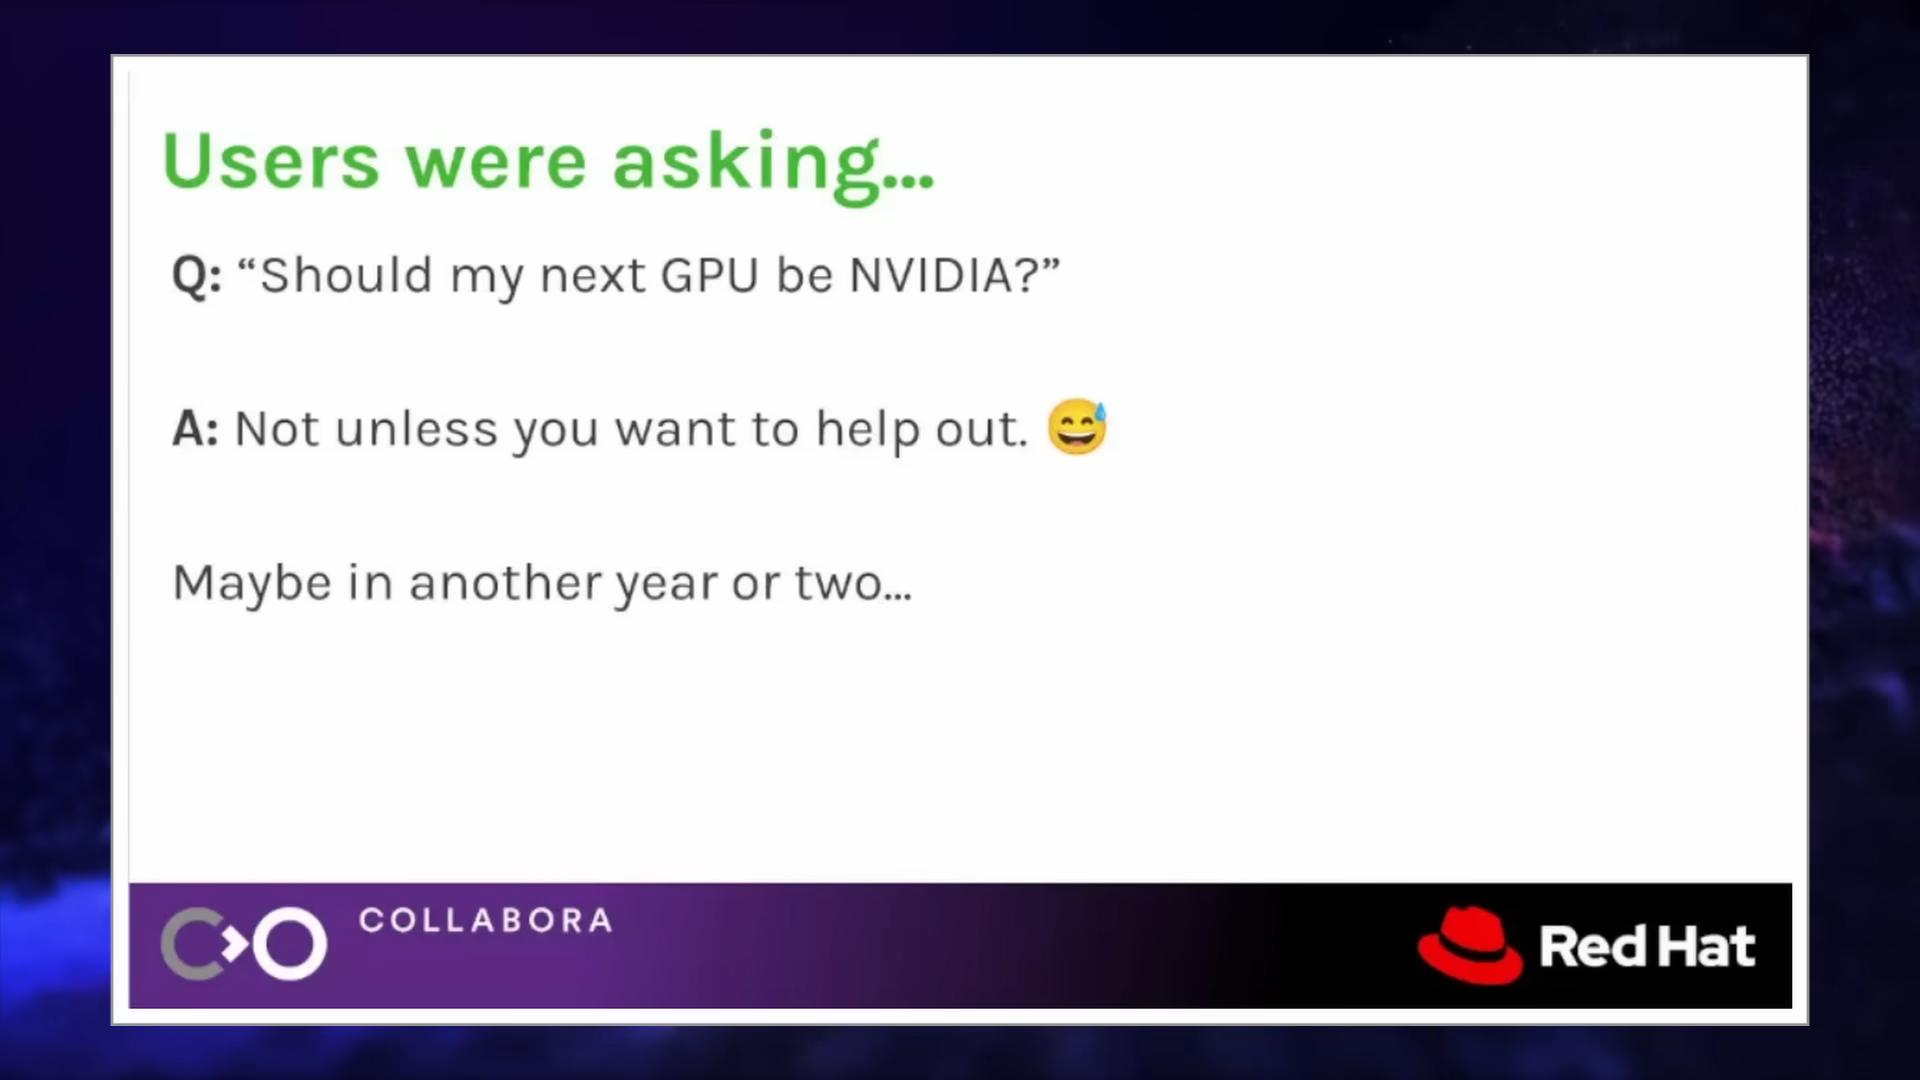 Users were asking...
Q: “Should my next GPU be NVIDIA?”
A: Not unless you want to help out. 😅
Maybe in another year or two...
COLLABORA
Red Hat